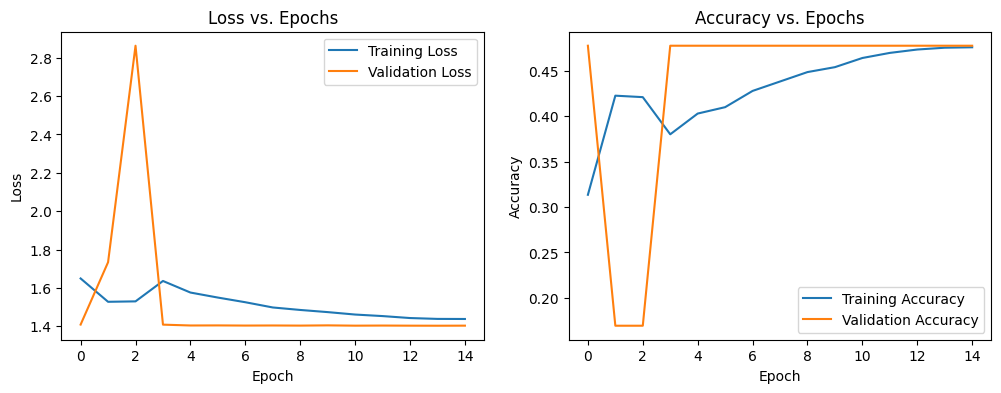 Loss vs. Epochs
Training Loss
Validation Loss
2.8
2.6
2.4
2.2
2.0
1.8
1.6
1.4
Loss
0 2 4 6 8 10 12 14
Epoch
Accuracy vs. Epochs
0.45
0.40
0.35
0.30
0.25
0.20
Accuracy
Training Accuracy
Validation Accuracy
0 2 4 6 8 10 12 14
Epoch